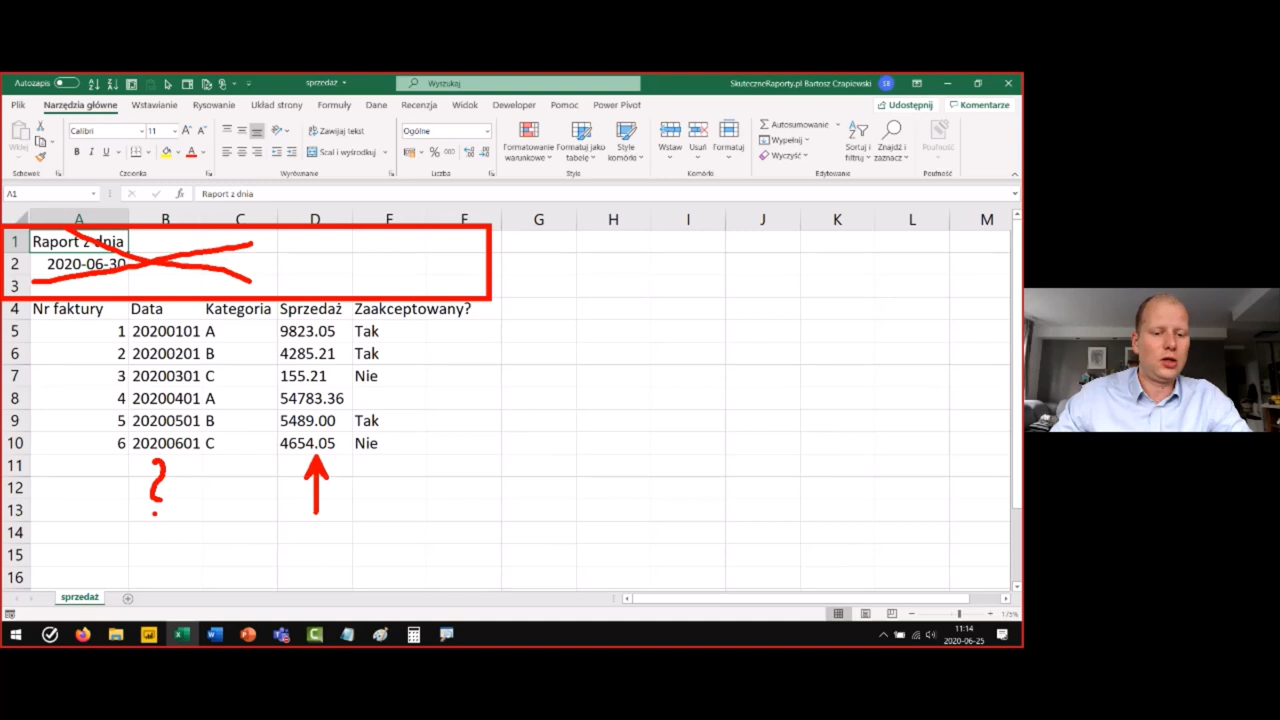 Autozapis sprzedaż Wyszukaj SkuteczneRaporty.pl Bartosz Czapiewski SB
Plik Narzędzia główne Wstawianie Rysowanie Układ strony Formuły Dane Recenzja Widok Deweloper Pomoc Power Pivot Udostępnij Komentarze
Wklej Calibri 11 Zawijaj tekst Ogólne Formatowanie warunkowe Formatuj jako tabelę Style komórki Wstaw Usuń Formatuj Autosumowanie Sortuj i filtruj Znajdź i zaznacz Poufność
B I U Scal i wyśrodkuj % 000 Wypełnij
Wyczyść
Schowek Czcionka Wyrównanie Liczba Style Komórki Edytowanie Poufność
A1 fx Raport z dnia
A B C D E F G H I J K L M
1 Raport z dnia
2 2020-06-30
3
4 Nr faktury Data Kategoria Sprzedaż Zaakceptowany?
5 1 20200101 A 9823.05 Tak
6 2 20200201 B 4285.21 Tak
7 3 20200301 C 155.21 Nie
8 4 20200401 A 54783.36
9 5 20200501 B 5489.00 Tak
10 6 20200601 C 4654.05 Nie
11
12
13
?
14
15
16
sprzedaż
175%
11:14
2020-06-25